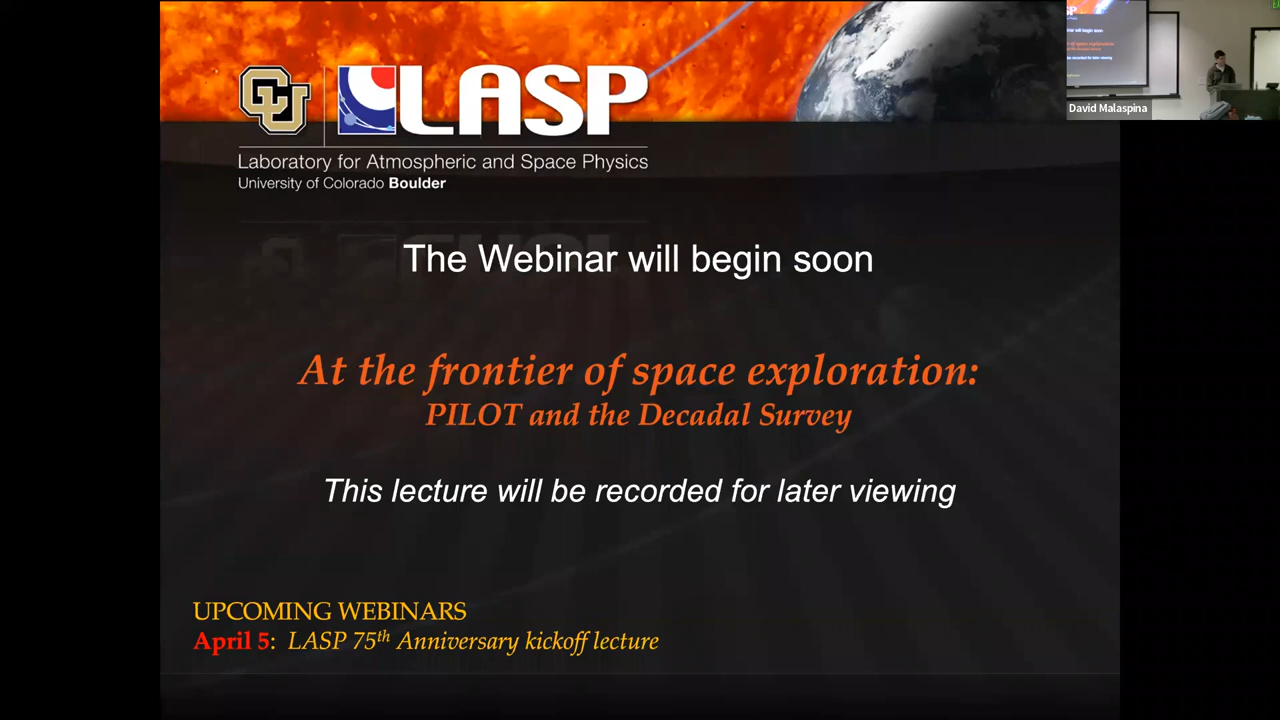 CU
LASP
Laboratory for Atmospheric and Space Physics
University of Colorado Boulder
The Webinar will begin soon
At the frontier of space exploration:
PILOT and the Decadal Survey
This lecture will be recorded for later viewing
UPCOMING WEBINARS
April 5: LASP 75th Anniversary kickoff lecture
David Malaspina